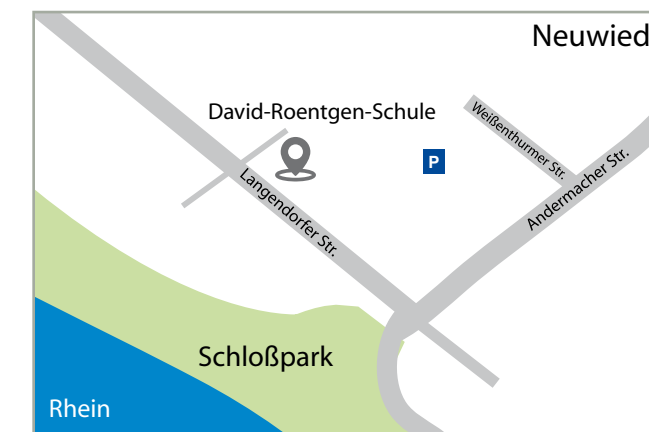 Neuwied
David-Roentgen-Schule
Weißenthurmer Str.
P
Langendorfer Str.
Andermacher Str.
Schloßpark
Rhein